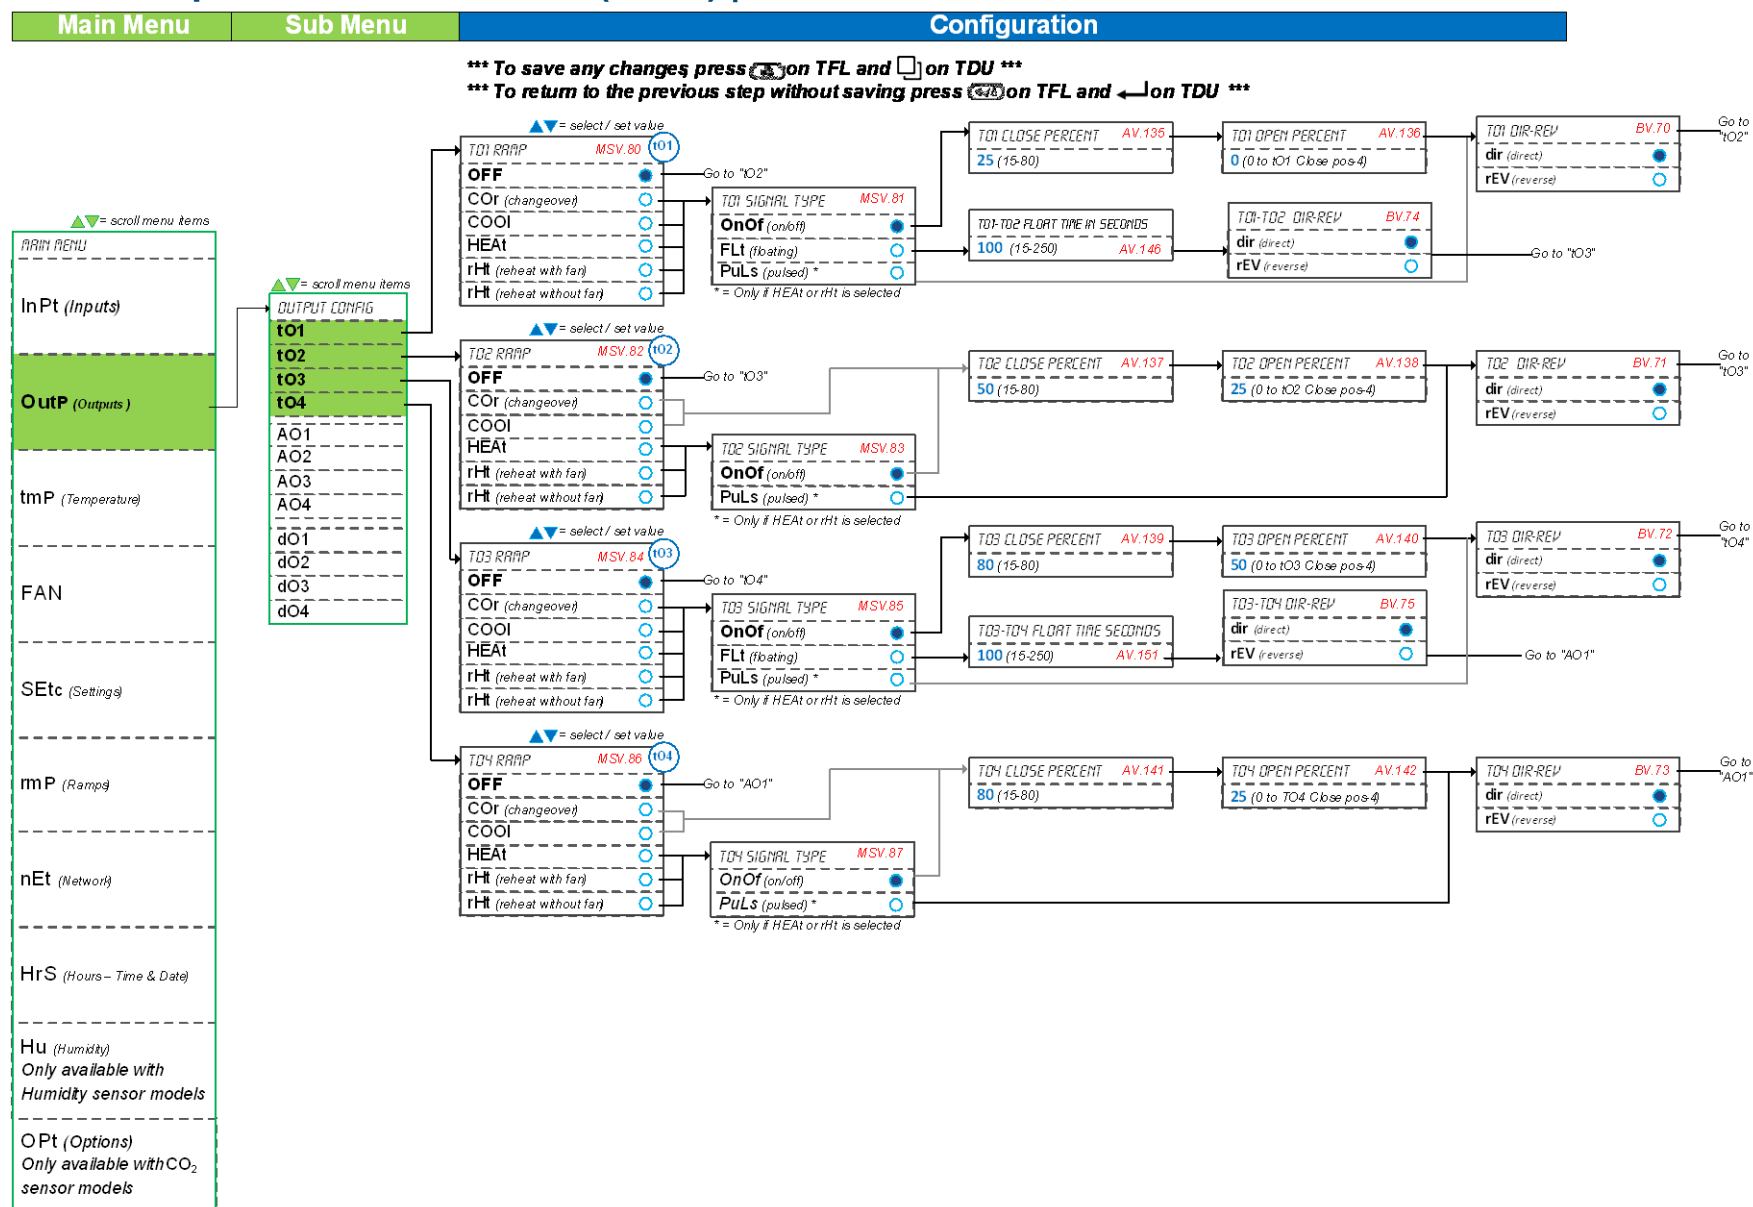 Main Menu
Sub Menu
Configuration
*** To save any changes press on TFL and on TDU ***
*** To return to the previous step without saving press on TFL and on TDU ***
= scroll menu items
MAIN MENU
InPt (Inputs)
OutP (Outputs)
tmP (Temperature)
FAN
SEtc (Settings)
rmP (Ramps)
nEt (Network)
HrS (Hours – Time & Date)
Hu (Humidity)
Only available with
Humidity sensor models
OPt (Options)
Only available with CO2
sensor models
= scroll menu items
OUTPUT CONFIG
tO1
tO2
tO3
tO4
AO1
AO2
AO3
AO4
dO1
dO2
dO3
dO4
= select / set value
TO1 RAMP MSV.80 tO1
OFF
COr (changeover)
COOl
HEAt
rHt (reheat with fan)
rHt (reheat without fan)
Go to "tO2"
TO1 SIGNAL TYPE MSV.81
OnOf (on/off)
FLt (floating)
PuLs (pulsed) *
* = Only if HEAt or rHt is selected
TO1 CLOSE PERCENT AV.135
25 (15-80)
TO1 OPEN PERCENT AV.136
0 (0 to tO1 Close pos-4)
TO1 DIR-REV BV.70
dir (direct)
rEV (reverse)
Go to
"tO2"
TO1-TO2 FLOAT TIME IN SECONDS
100 (15-250) AV.146
TO1-TO2 DIR-REV BV.74
dir (direct)
rEV (reverse)
Go to "tO3"
= select / set value
TO2 RAMP MSV.82 tO2
OFF
COr (changeover)
COOl
HEAt
rHt (reheat with fan)
rHt (reheat without fan)
Go to "tO3"
TO2 SIGNAL TYPE MSV.83
OnOf (on/off)
PuLs (pulsed) *
* = Only if HEAt or rHt is selected
TO2 CLOSE PERCENT AV.137
50 (15-80)
TO2 OPEN PERCENT AV.138
25 (0 to tO2 Close pos-4)
TO2 DIR-REV BV.71
dir (direct)
rEV (reverse)
Go to
"tO3"
= select / set value
TO3 RAMP MSV.84 tO3
OFF
COr (changeover)
COOl
HEAt
rHt (reheat with fan)
rHt (reheat without fan)
Go to "tO4"
TO3 SIGNAL TYPE MSV.85
OnOf (on/off)
FLt (floating)
PuLs (pulsed) *
* = Only if HEAt or rHt is selected
TO3 CLOSE PERCENT AV.139
80 (15-80)
TO3 OPEN PERCENT AV.140
50 (0 to tO3 Close pos-4)
TO3 DIR-REV BV.72
dir (direct)
rEV (reverse)
Go to
"tO4"
TO3-TO4 FLOAT TIME SECONDS
100 (15-250) AV.151
TO3-TO4 DIR-REV BV.75
dir (direct)
rEV (reverse)
Go to "AO1"
= select / set value
TO4 RAMP MSV.86 tO4
OFF
COr (changeover)
COOl
HEAt
rHt (reheat with fan)
rHt (reheat without fan)
Go to "AO1"
TO4 SIGNAL TYPE MSV.87
OnOf (on/off)
PuLs (pulsed) *
* = Only if HEAt or rHt is selected
TO4 CLOSE PERCENT AV.141
80 (15-80)
TO4 OPEN PERCENT AV.142
25 (0 to TO4 Close pos-4)
TO4 DIR-REV BV.73
dir (direct)
rEV (reverse)
Go to
"AO1"